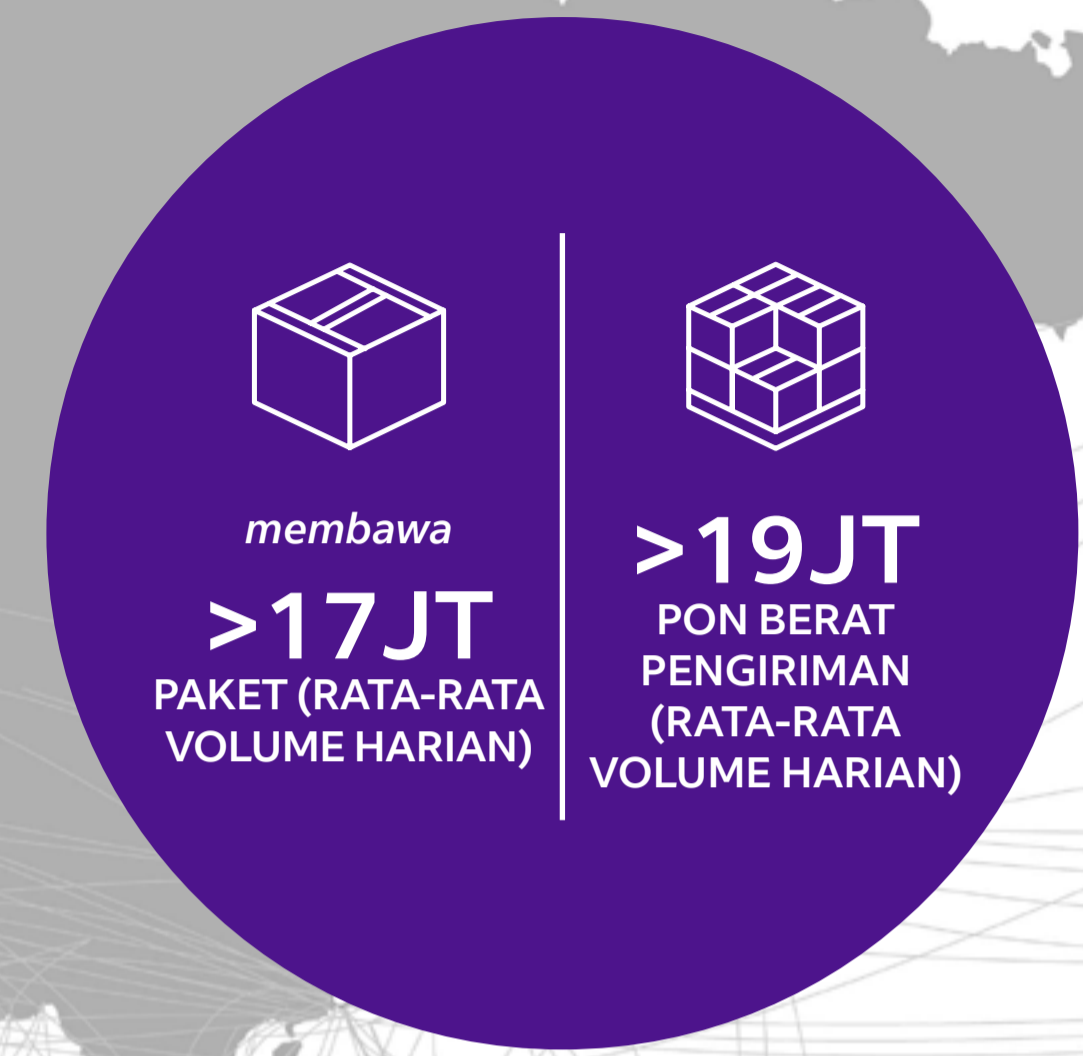 membawa
>17JT
PAKET (RATA-RATA
VOLUME HARIAN)
>19JT
PON BERAT
PENGIRIMAN
(RATA-RATA
VOLUME HARIAN)